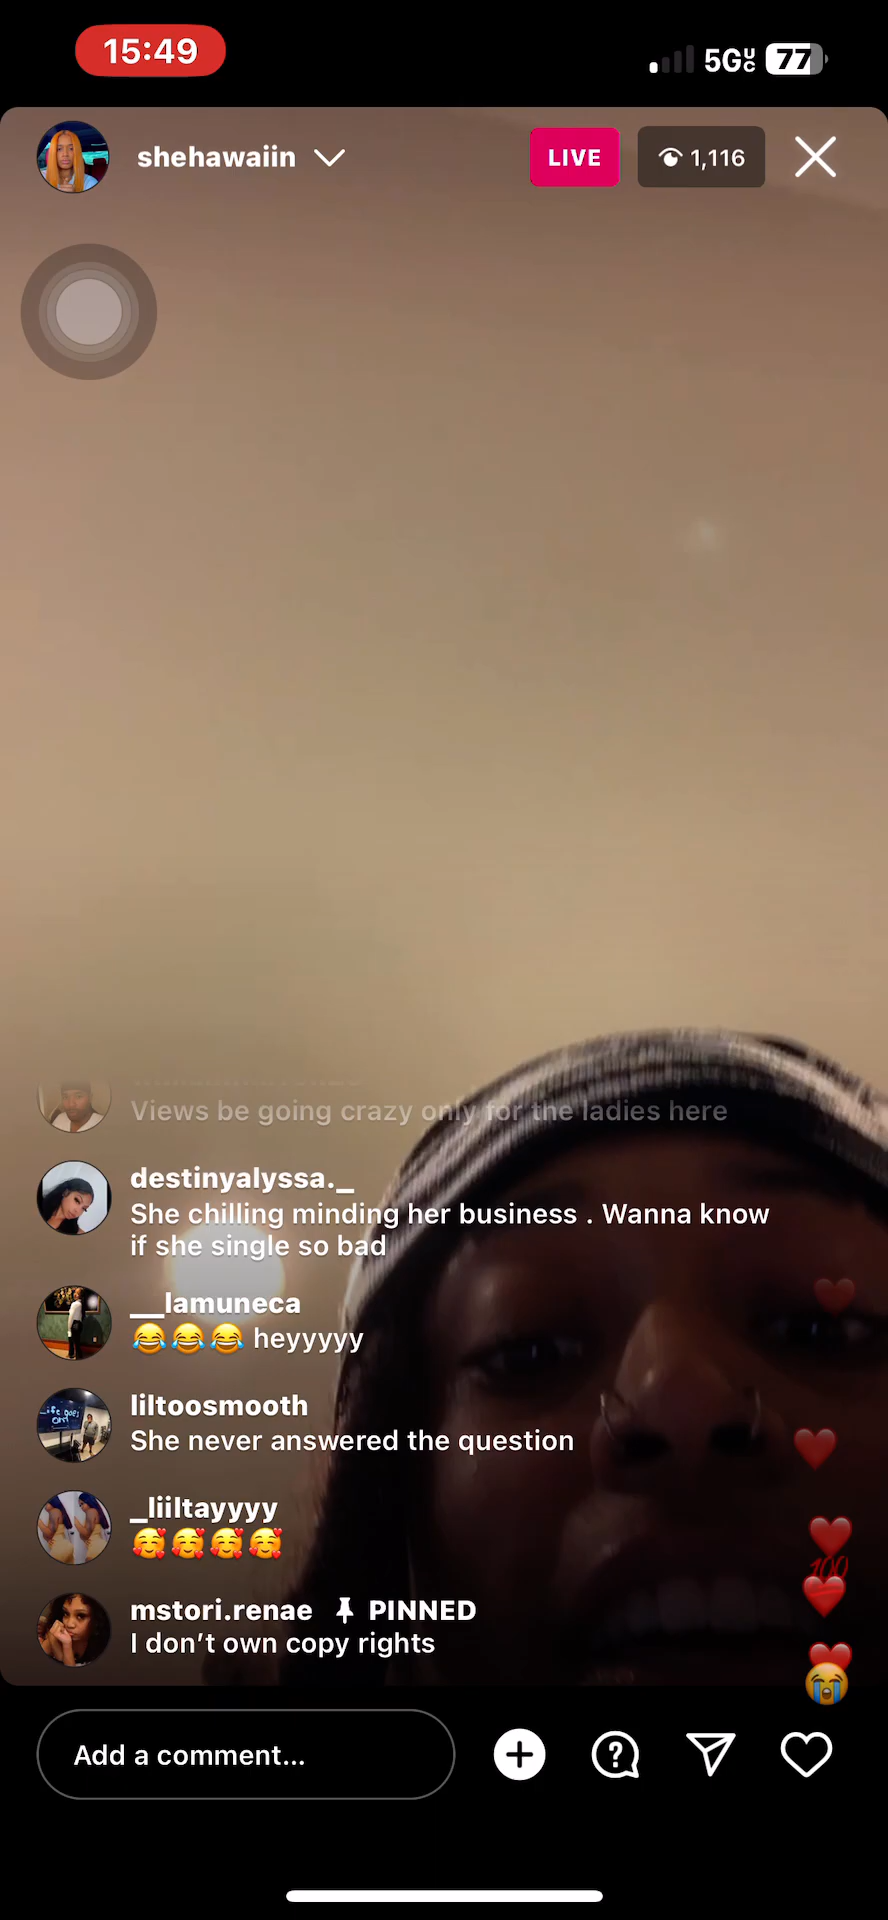 15:49
5G UC 77
shehawaiin
LIVE
1,116
Views be going crazy only for the ladies here
destinyalyssa._
She chilling minding her business . Wanna know
if she single so bad
__lamuneca
😂😂😂 heyyyyy
liltoosmooth
She never answered the question
_liiltayyyy
🥰🥰🥰🥰
mstori.renae PINNED
I don’t own copy rights
100
Add a comment...